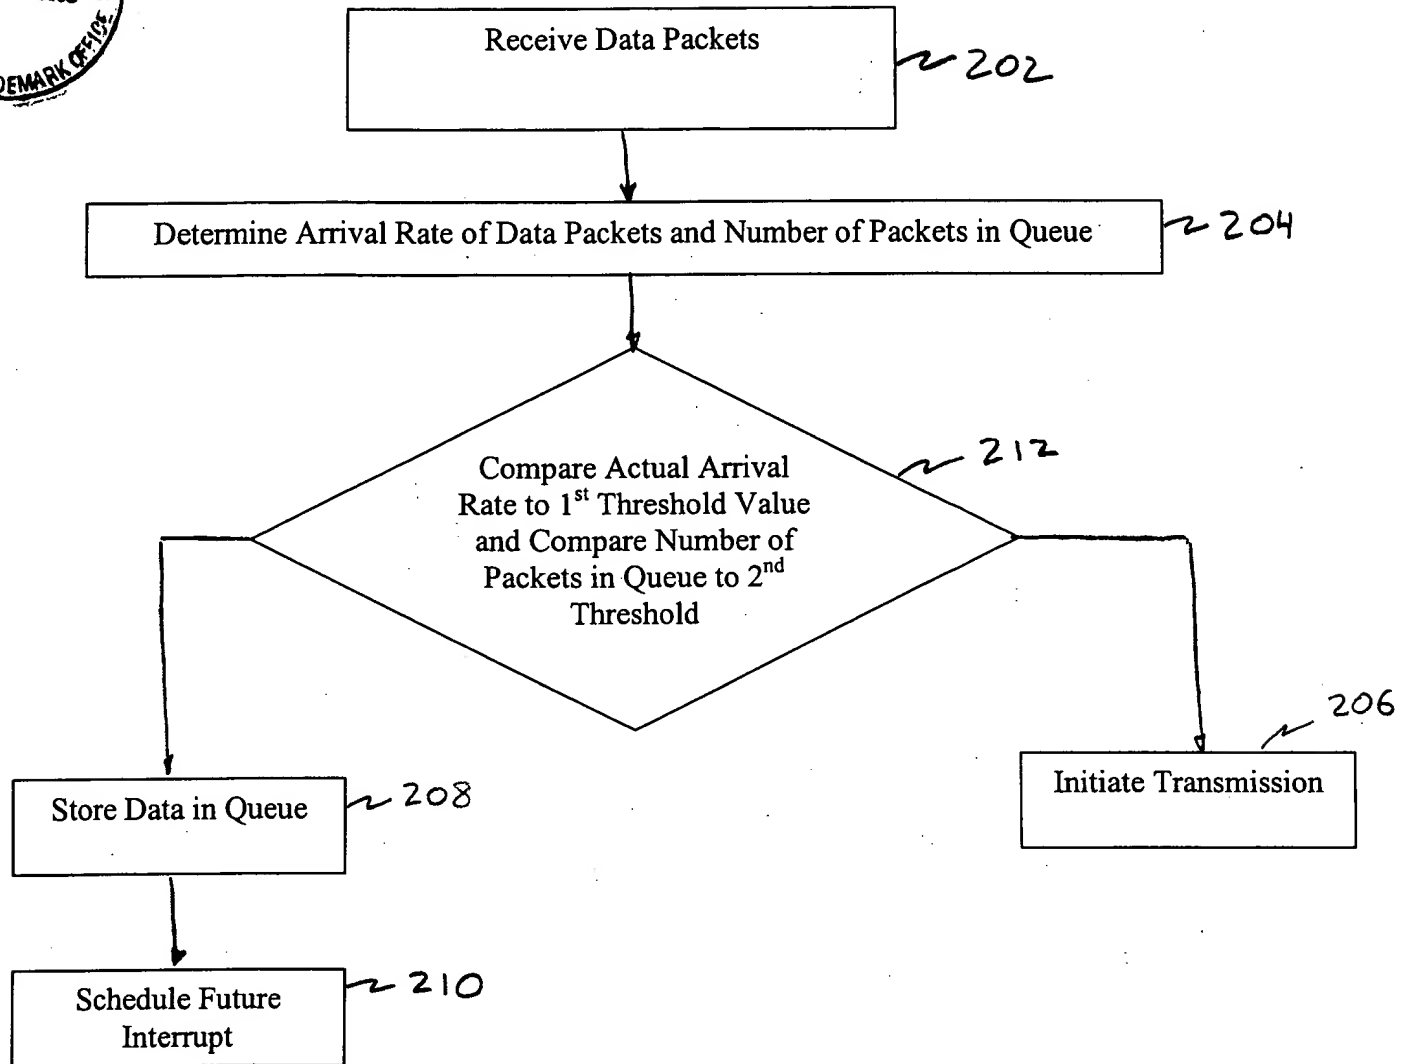 DEMARK OFFICE
Receive Data Packets
202
Determine Arrival Rate of Data Packets and Number of Packets in Queue
204
212
Compare Actual Arrival
Rate to 1st Threshold Value
and Compare Number of
Packets in Queue to 2nd
Threshold
206
Initiate Transmission
Store Data in Queue
208
Schedule Future
Interrupt
210